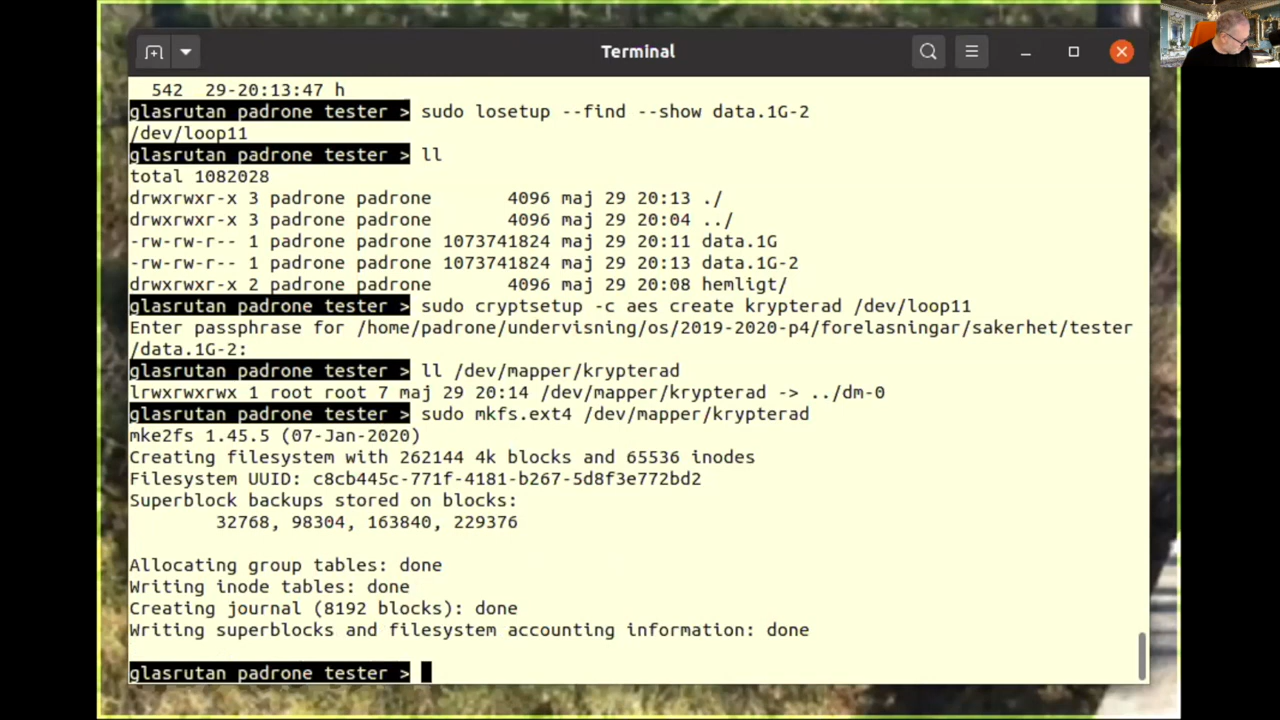 Terminal
542  29-20:13:47 h
glasrutan padrone tester > sudo losetup --find --show data.1G-2
/dev/loop11
glasrutan padrone tester > ll
total 1082028
drwxrwxr-x 3 padrone padrone       4096 maj 29 20:13 ./
drwxrwxr-x 3 padrone padrone       4096 maj 29 20:04 ../
-rw-rw-r-- 1 padrone padrone 1073741824 maj 29 20:11 data.1G
-rw-rw-r-- 1 padrone padrone 1073741824 maj 29 20:13 data.1G-2
drwxrwxr-x 2 padrone padrone       4096 maj 29 20:08 hemligt/
glasrutan padrone tester > sudo cryptsetup -c aes create krypterad /dev/loop11
Enter passphrase for /home/padrone/undervisning/os/2019-2020-p4/forelasningar/sakerhet/tester
/data.1G-2:
glasrutan padrone tester > ll /dev/mapper/krypterad
lrwxrwxrwx 1 root root 7 maj 29 20:14 /dev/mapper/krypterad -> ../dm-0
glasrutan padrone tester > sudo mkfs.ext4 /dev/mapper/krypterad
mke2fs 1.45.5 (07-Jan-2020)
Creating filesystem with 262144 4k blocks and 65536 inodes
Filesystem UUID: c8cb445c-771f-4181-b267-5d8f3e772bd2
Superblock backups stored on blocks:
        32768, 98304, 163840, 229376
Allocating group tables: done
Writing inode tables: done
Creating journal (8192 blocks): done
Writing superblocks and filesystem accounting information: done
glasrutan padrone tester >